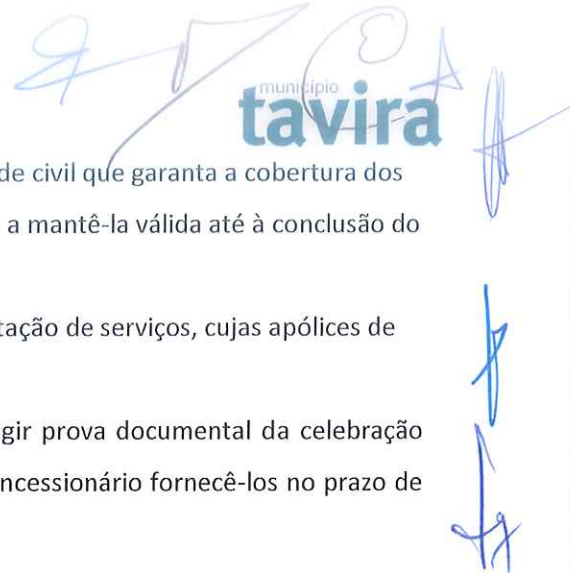 município
tavira
de civil que garanta a cobertura dos
a mantê-la válida até à conclusão do
tação de serviços, cujas apólices de
gir prova documental da celebração
ncessionário fornecê-los no prazo de